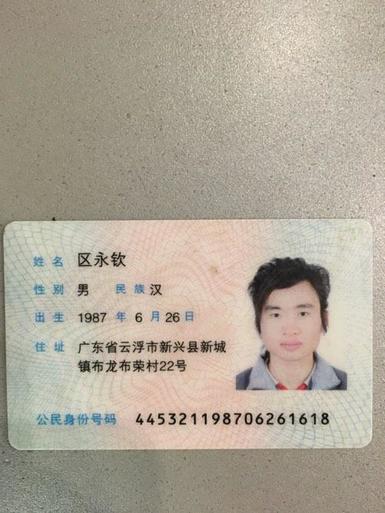 姓名 区永钦
性别 男 民族 汉
出生 1987 年 6 月 26 日
住址 广东省云浮市新兴县新城
镇布龙布荣村22号
公民身份号码 445321198706261618